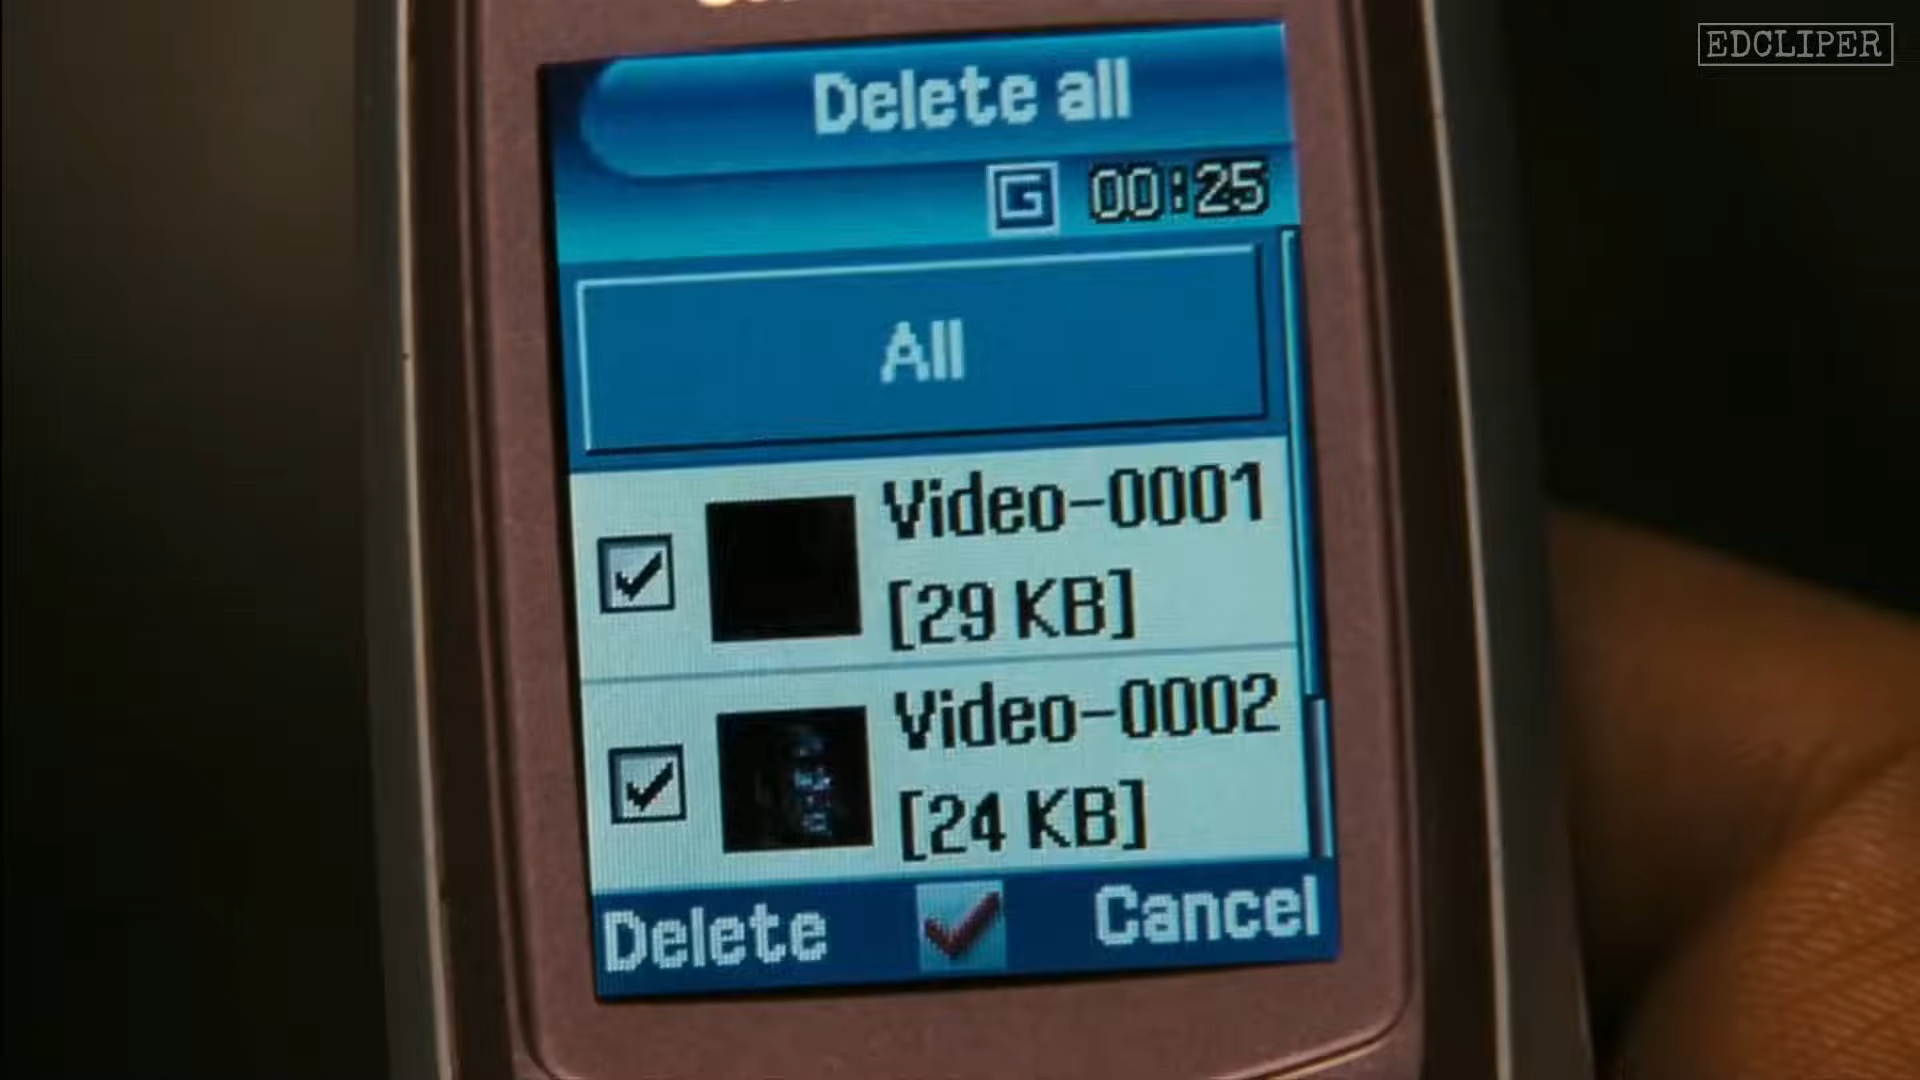 EDCLIPER
Delete all
G 00:25
All
Video-0001
[29 KB]
Video-0002
[24 KB]
Delete Cancel